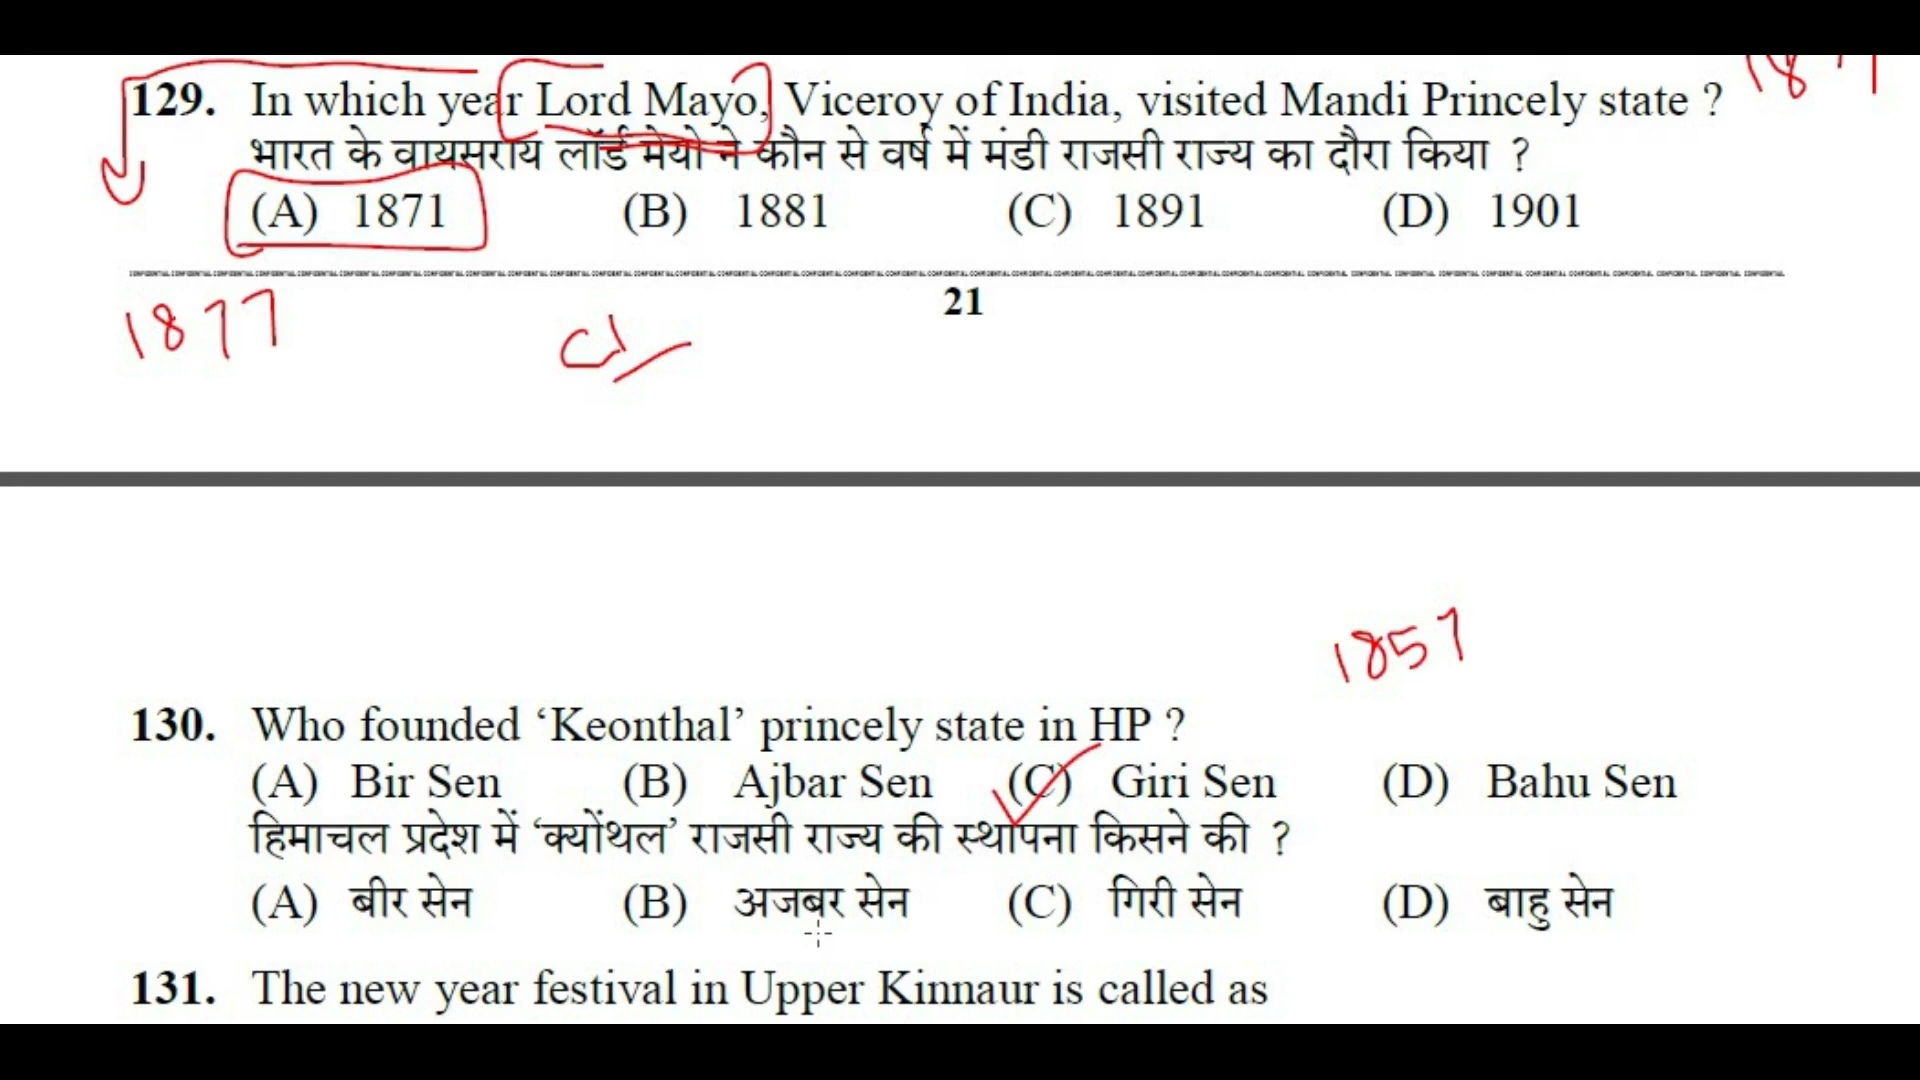 129. In which year Lord Mayo, Viceroy of India, visited Mandi Princely state ?
भारत के वायसराय लॉर्ड मेयो ने कौन से वर्ष में मंडी राजसी राज्य का दौरा किया ?
(A) 1871 (B) 1881 (C) 1891 (D) 1901
21
1877
1857
130. Who founded ‘Keonthal’ princely state in HP ?
(A) Bir Sen (B) Ajbar Sen (C) Giri Sen (D) Bahu Sen
हिमाचल प्रदेश में ‘क्योंथल’ राजसी राज्य की स्थापना किसने की ?
(A) बीर सेन (B) अजबर सेन (C) गिरी सेन (D) बाहु सेन
131. The new year festival in Upper Kinnaur is called as